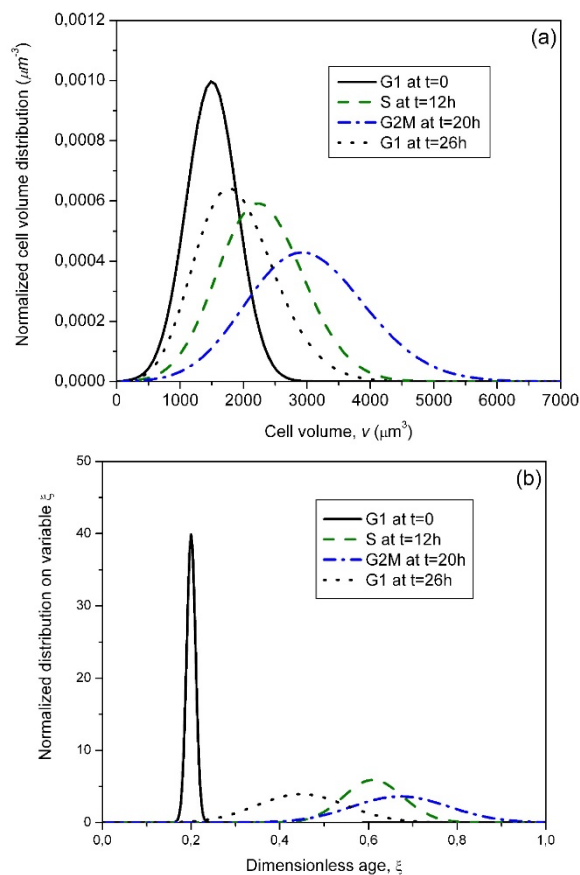 (a)
Normalized cell volume distribution (μm⁻³)
0,0012
0,0010
0,0008
0,0006
0,0004
0,0002
0,0000
G1 at t=0
S at t=12h
G2M at t=20h
G1 at t=26h
0 1000 2000 3000 4000 5000 6000 7000
Cell volume, v (μm³)
(b)
Normalized distribution on variable ξ
50
40
30
20
10
0
G1 at t=0
S at t=12h
G2M at t=20h
G1 at t=26h
0,0 0,2 0,4 0,6 0,8 1,0
Dimensionless age, ξ